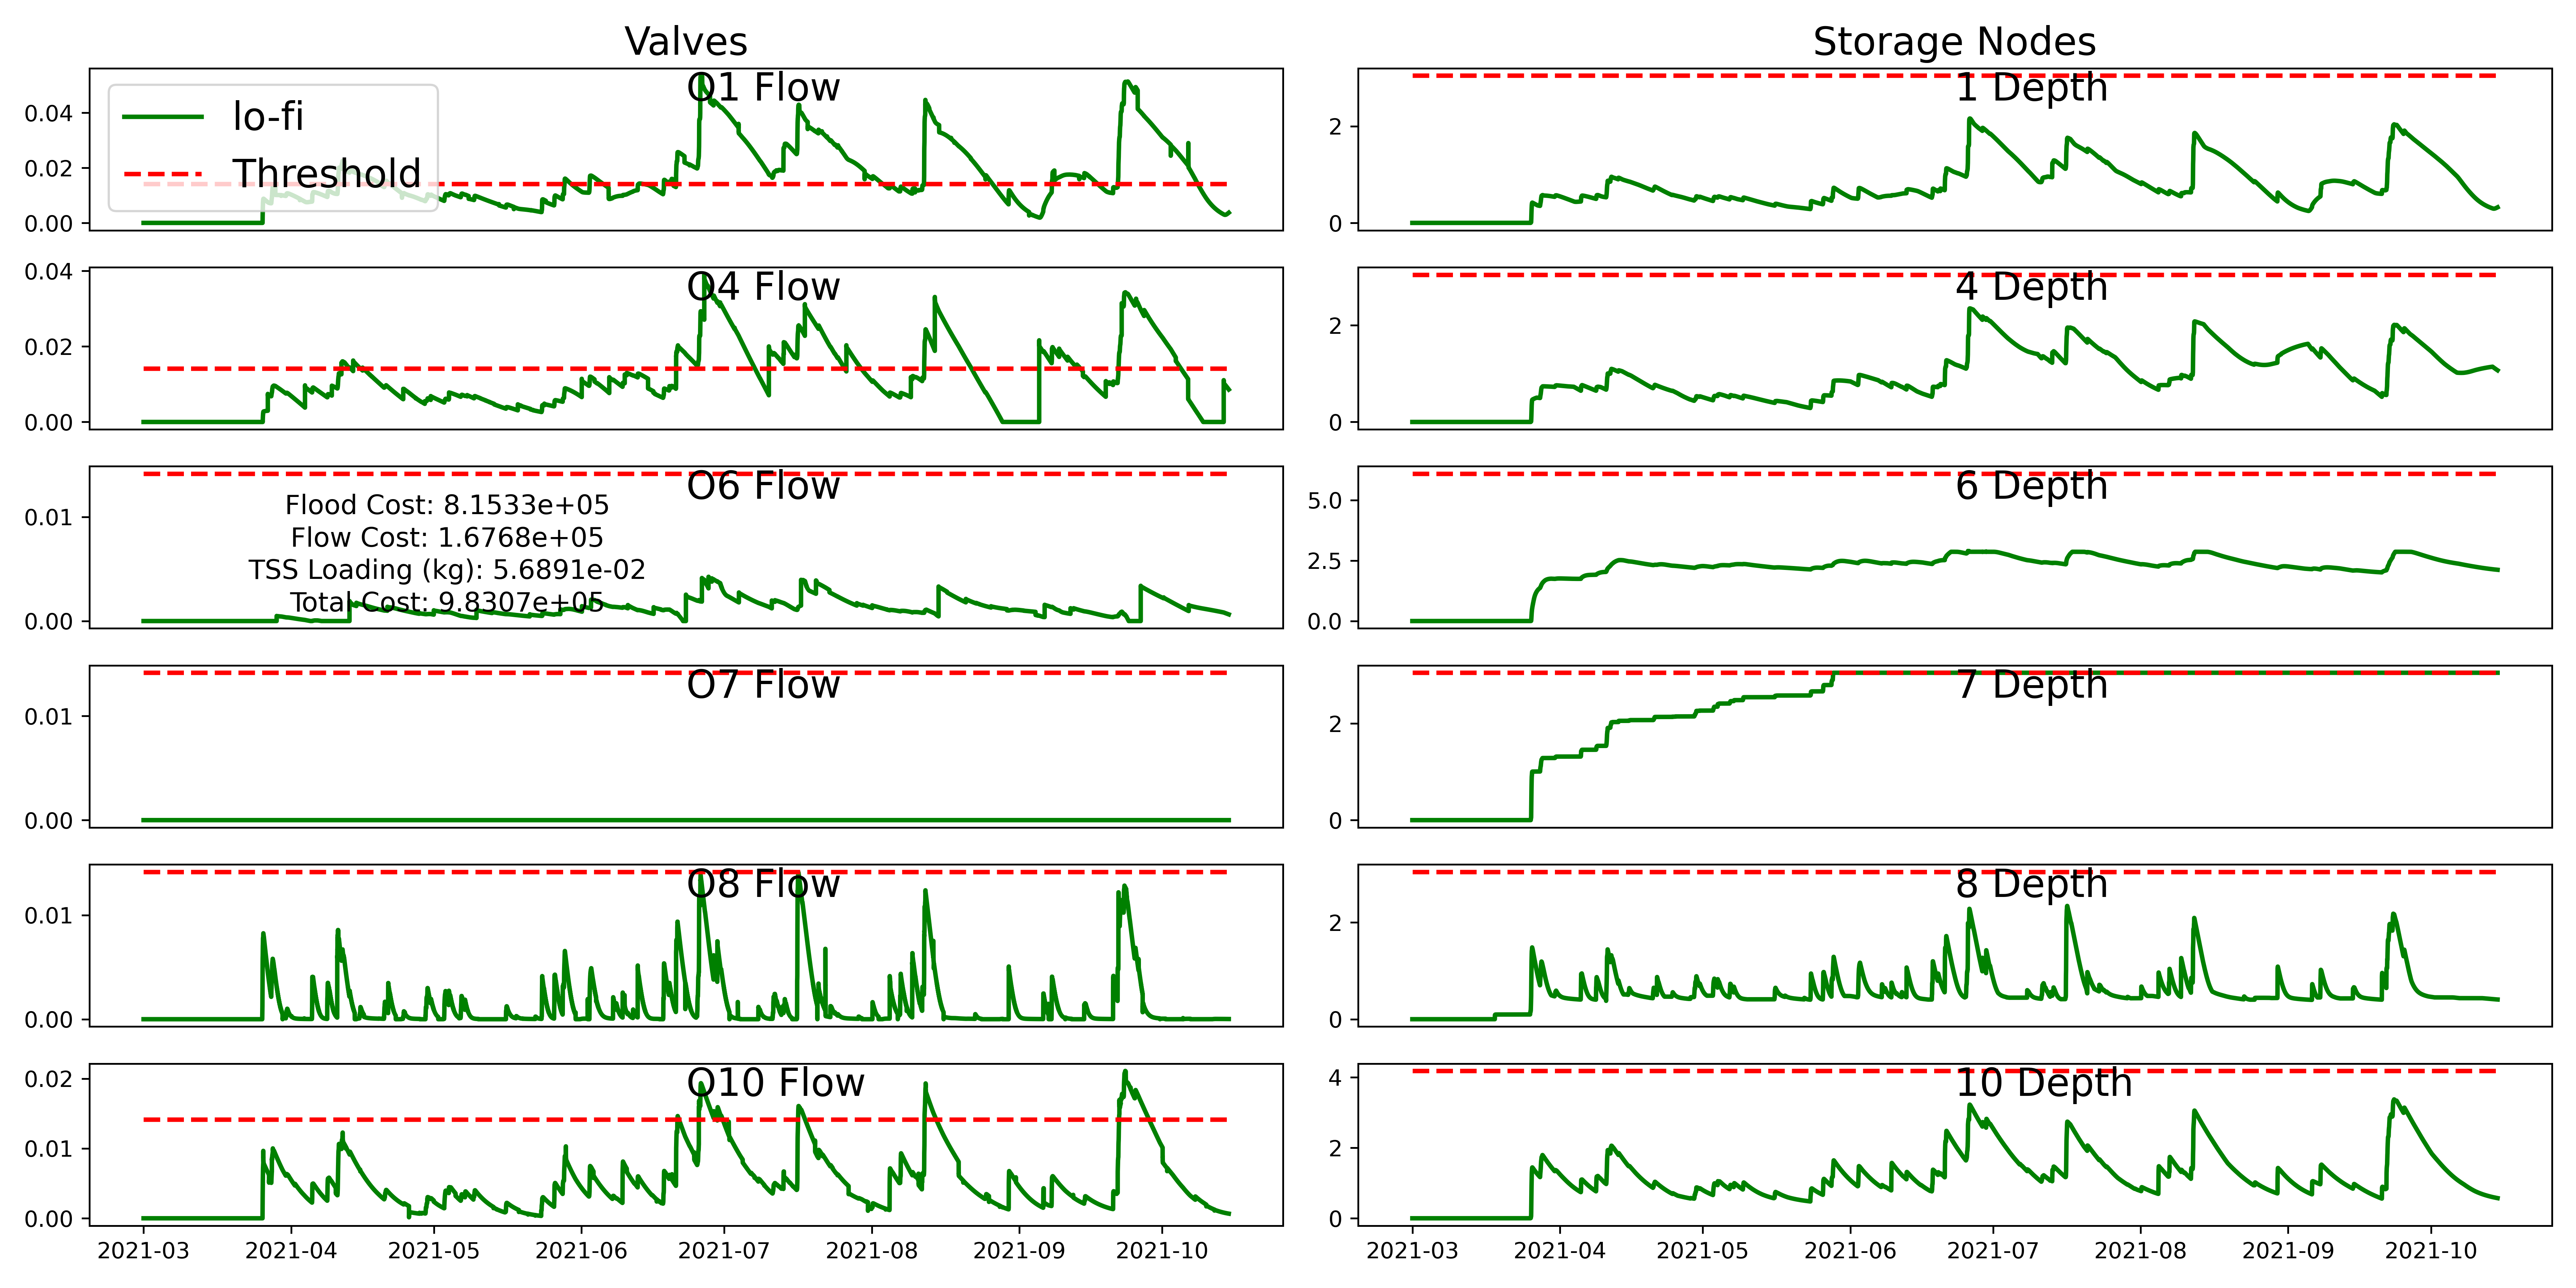 Valves
Storage Nodes
O1 Flow
lo-fi
Threshold
0.04
0.02
0.00
1 Depth
2
0
O4 Flow
0.04
0.02
0.00
4 Depth
2
0
O6 Flow
0.01
0.00
Flood Cost: 8.1533e+05
Flow Cost: 1.6768e+05
TSS Loading (kg): 5.6891e-02
Total Cost: 9.8307e+05
6 Depth
5.0
2.5
0.0
O7 Flow
0.01
0.00
7 Depth
2
0
O8 Flow
0.01
0.00
8 Depth
2
0
O10 Flow
0.02
0.01
0.00
10 Depth
4
2
0
2021-03 2021-04 2021-05 2021-06 2021-07 2021-08 2021-09 2021-10
2021-03 2021-04 2021-05 2021-06 2021-07 2021-08 2021-09 2021-10